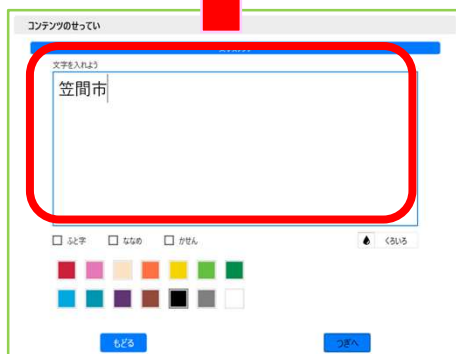 コンテンツのせってい
文字を入れよう
笠間市
ふと字 ななめ かせん くろいろ
もどる つぎへ